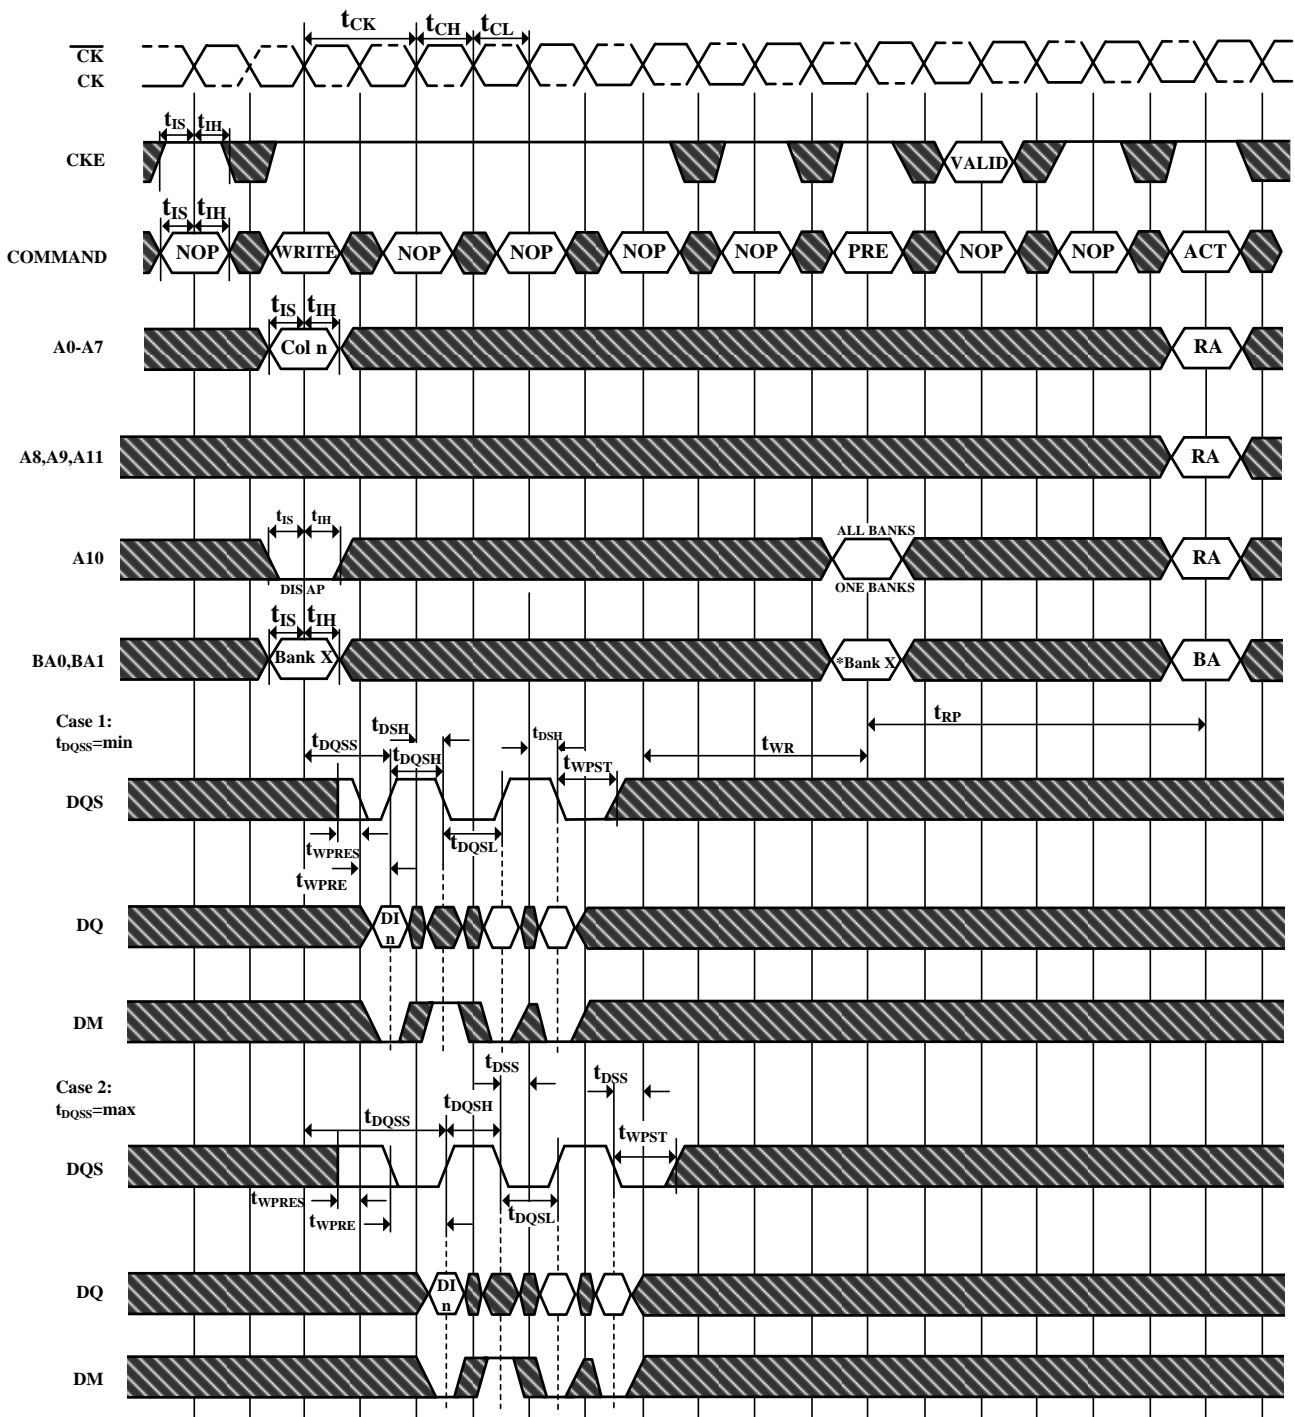 tCK tCH tCL
CK
CK
tIS tIH
CKE VALID
tIS tIH
COMMAND NOP WRITE NOP NOP NOP NOP PRE NOP NOP ACT
tIS tIH
A0-A7 Col n RA
A8,A9,A11 RA
tIS tIH ALL BANKS
A10 RA
DIS AP ONE BANKS
tIS tIH
BA0,BA1 Bank X *Bank X BA
Case 1:
tDQSS=min
tDQSS tDSH tDQSH tDSH tWPST tWR tRP
DQS
tWPRES tDQSL
tWPRE
DQ DI
n
DM
Case 2:
tDQSS=max
tDSS tDSS
tDQSS tDQSH tWPST
DQS
tWPRES tWPRE tDQSL
DQ DI
n
DM